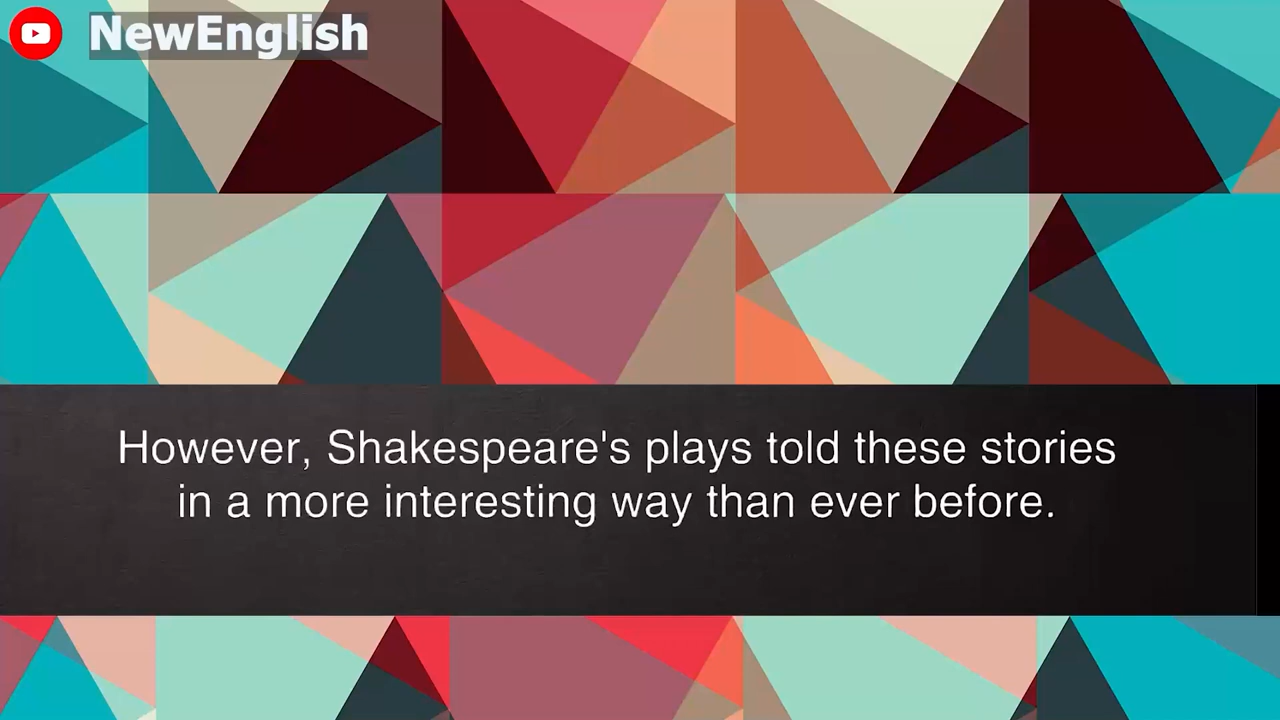 NewEnglish
However, Shakespeare's plays told these stories
in a more interesting way than ever before.